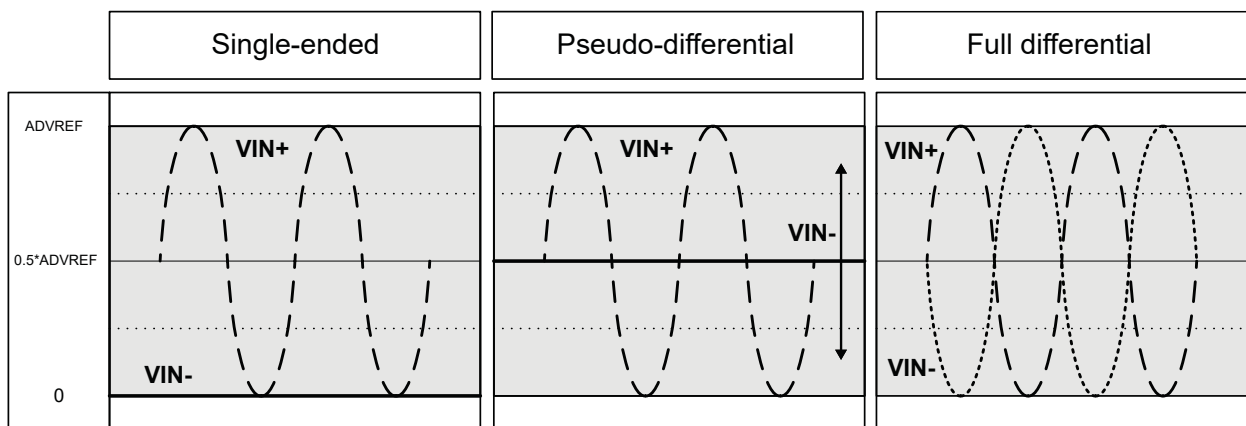 Single-ended
Pseudo-differential
Full differential
ADVREF
VIN+
VIN+
VIN+
VIN-
0.5*ADVREF
VIN-
VIN-
0